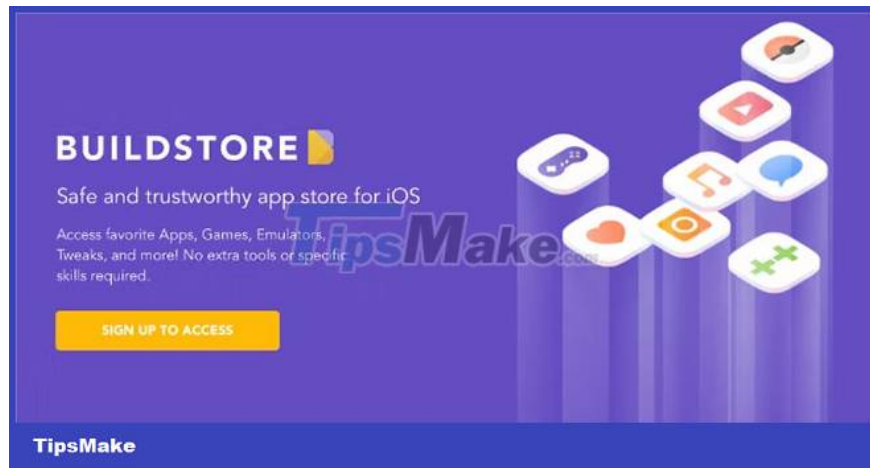 BUILDSTORE
Safe and trustworthy app store for iOS
Access favorite Apps, Games, Emulators,
Tweaks, and more! No extra tools or specific
skills required.
SIGN UP TO ACCESS
TipsMake.com
TipsMake